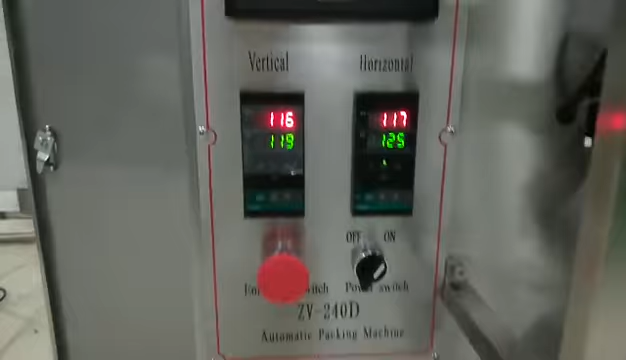 Vertical Horizontal
116 117
119 125
OFF ON
Power switch
ZV-240D
Automatic Packing Machine